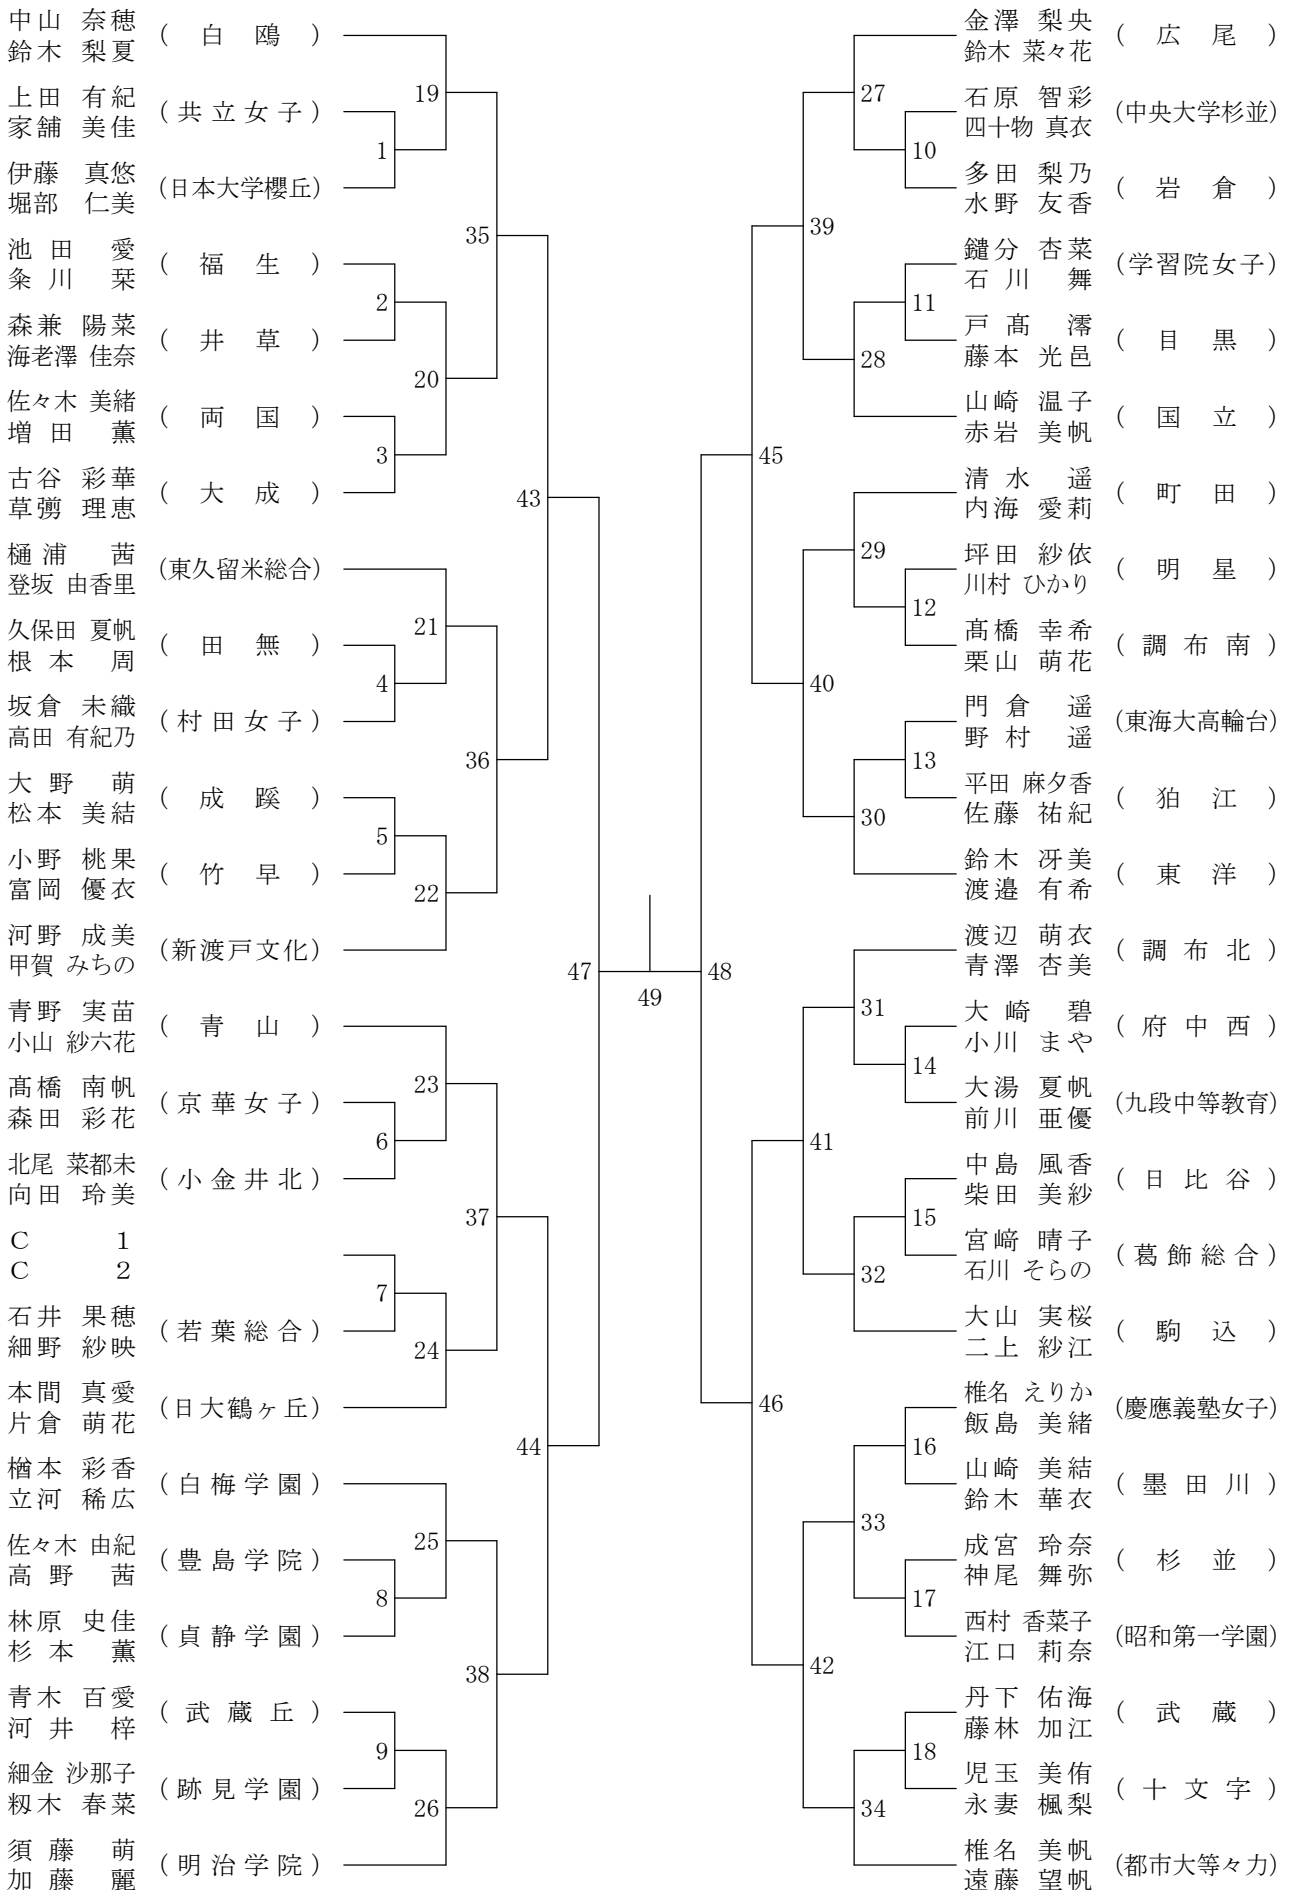 中山 奈穂 ( 白 鴎 )
鈴木 梨夏
19
上田 有紀 (共立女子)
家舗 美佳
1
伊藤 真悠 (日本大学櫻丘)
堀部 仁美
35
池田 愛 ( 福 生 )
粂川 栞
2
森兼 陽菜 ( 井 草 )
海老澤 佳奈
20
佐々木 美緒 ( 両 国 )
増田 薫
3
古谷 彩華 ( 大 成 )
草彅 理恵
43
樋浦 茜 (東久留米総合)
登坂 由香里
21
久保田 夏帆 ( 田 無 )
根本 周
4
坂倉 未織 (村田女子)
高田 有紀乃
36
大野 萌 ( 成 蹊 )
松本 美結
5
小野 桃果 ( 竹 早 )
富岡 優衣
22
河野 成美 (新渡戸文化)
甲賀 みちの
47
青野 実苗 ( 青 山 )
小山 紗六花
23
髙橋 南帆 (京華女子)
森田 彩花
6
北尾 菜都未 (小金井北)
向田 玲美
37
C 1
C 2
7
石井 果穂 (若葉総合)
細野 紗映
24
本間 真愛 (日大鶴ヶ丘)
片倉 萌花
44
楢本 彩香 (白梅学園)
立河 稀広
25
佐々木 由紀 (豊島学院)
高野 茜
8
林原 史佳 (貞静学園)
杉本 薫
38
青木 百愛 (武蔵丘)
河井 梓
9
細金 沙那子 (跡見学園)
籾木 春菜
26
須藤 萌 (明治学院)
加藤 麗
49
金澤 梨央 ( 広 尾 )
鈴木 菜々花
27
石原 智彩 (中央大学杉並)
四十物 真衣
10
多田 梨乃 ( 岩 倉 )
水野 友香
39
鑓分 杏菜 (学習院女子)
石川 舞
11
戸髙 澪 ( 目 黒 )
藤本 光邑
28
山崎 温子 ( 国 立 )
赤岩 美帆
45
清水 遥 ( 町 田 )
内海 愛莉
29
坪田 紗依 ( 明 星 )
川村 ひかり
12
髙橋 幸希 (調布南)
栗山 萌花
40
門倉 遥 (東海大高輪台)
野村 遥
13
平田 麻夕香 ( 狛 江 )
佐藤 祐紀
30
鈴木 冴美 ( 東 洋 )
渡邉 有希
48
渡辺 萌衣 (調布北)
青澤 杏美
31
大崎 碧 (府中西)
小川 まや
14
大湯 夏帆 (九段中等教育)
前川 亜優
41
中島 風香 (日比谷)
柴田 美紗
15
宮﨑 晴子 (葛飾総合)
石川 そらの
32
大山 実桜 ( 駒 込 )
二上 紗江
46
椎名 えりか (慶應義塾女子)
飯島 美緒
16
山崎 美結 (墨田川)
鈴木 華衣
33
成宮 玲奈 ( 杉 並 )
神尾 舞弥
17
西村 香菜子 (昭和第一学園)
江口 莉奈
42
丹下 佑海 ( 武 蔵 )
藤林 加江
18
児玉 美侑 (十文字)
永妻 楓梨
34
椎名 美帆 (都市大等々力)
遠藤 望帆